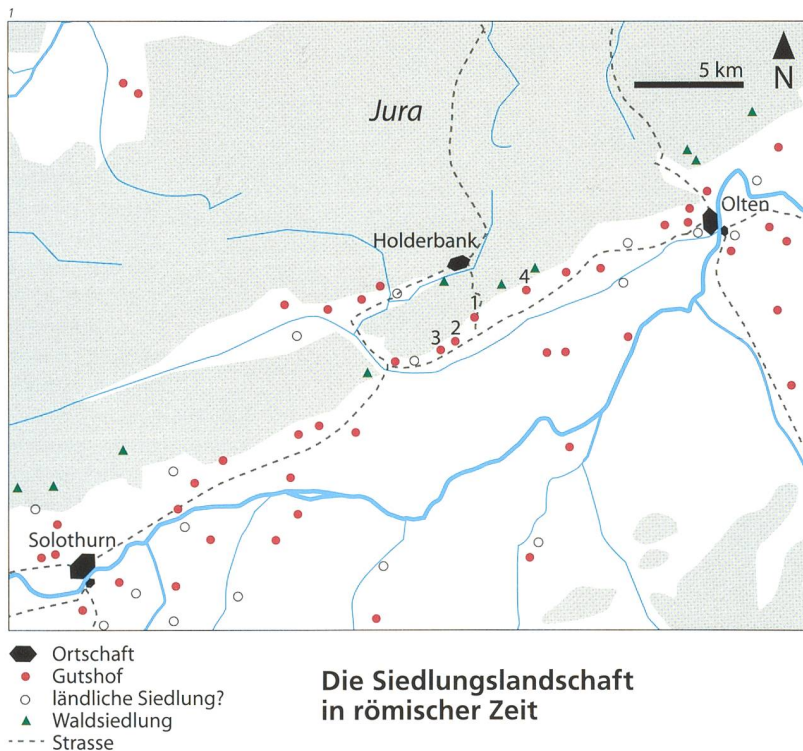 1
5 km
N
Jura
Olten
Holderbank
4
1
2
3
Solothurn
Ortschaft
Gutshof
ländliche Siedlung?
Waldsiedlung
Strasse
Die Siedlungslandschaft
in römischer Zeit